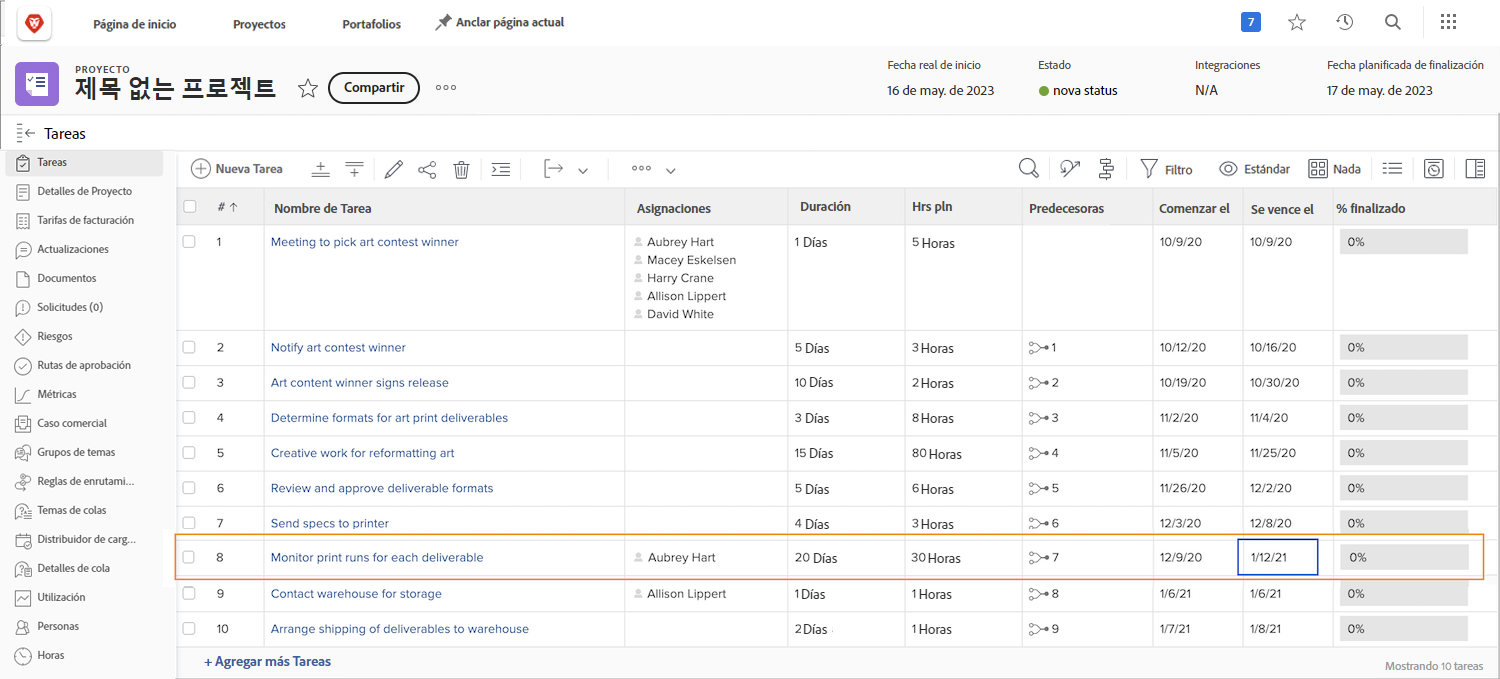 Página de inicio Proyectos Portafolios Anclar página actual 7
PROYECTO
제목 없는 프로젝트 Compartir
Fecha real de inicio Estado Integraciones Fecha planificada de finalización
16 de may. de 2023 nova status N/A 17 de may. de 2023
Tareas
Tareas
Detalles de Proyecto
Tarifas de facturación
Actualizaciones
Documentos
Solicitudes (0)
Riesgos
Rutas de aprobación
Métricas
Caso comercial
Grupos de temas
Reglas de enrutami...
Temas de colas
Distribuidor de carg...
Detalles de cola
Utilización
Personas
Horas
Nueva Tarea Filtro Estándar Nada
# Nombre de Tarea Asignaciones Duración Hrs pln Predecesoras Comenzar el Se vence el % finalizado
1 Meeting to pick art contest winner Aubrey Hart 1 Días 5 Horas 10/9/20 10/9/20 0%
Macey Eskelsen
Harry Crane
Allison Lippert
David White
2 Notify art contest winner 5 Días 3 Horas 1 10/12/20 10/16/20 0%
3 Art content winner signs release 10 Días 2 Horas 2 10/19/20 10/30/20 0%
4 Determine formats for art print deliverables 3 Días 8 Horas 3 11/2/20 11/4/20 0%
5 Creative work for reformatting art 15 Días 80 Horas 4 11/5/20 11/25/20 0%
6 Review and approve deliverable formats 5 Días 6 Horas 5 11/26/20 12/2/20 0%
7 Send specs to printer 4 Días 3 Horas 6 12/3/20 12/8/20 0%
8 Monitor print runs for each deliverable Aubrey Hart 20 Días 30 Horas 7 12/9/20 1/12/21 0%
9 Contact warehouse for storage Allison Lippert 1 Días 1 Horas 8 1/6/21 1/6/21 0%
10 Arrange shipping of deliverables to warehouse 2 Días 1 Horas 9 1/7/21 1/8/21 0%
+ Agregar más Tareas
Mostrando 10 tareas